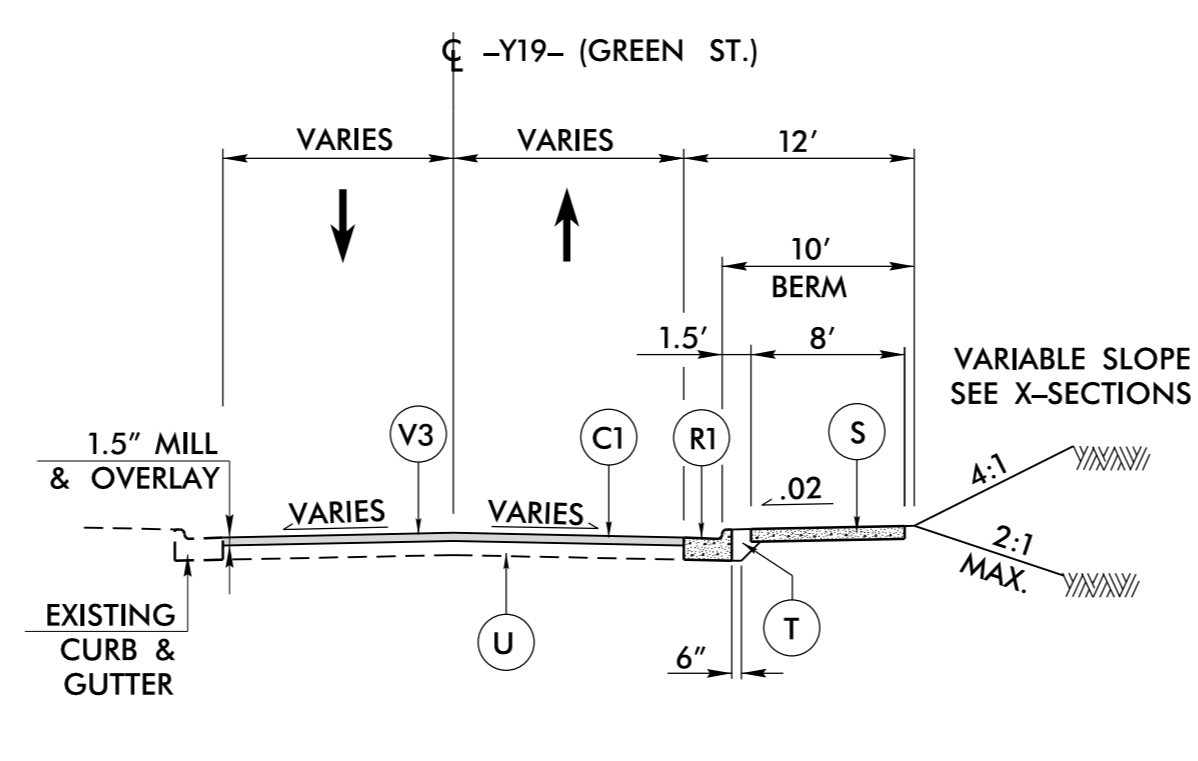 ℄ –Y19– (GREEN ST.)
VARIES
VARIES
12'
10'
BERM
1.5'
8'
VARIABLE SLOPE
SEE X–SECTIONS
1.5" MILL
& OVERLAY
V3
C1
R1
S
VARIES
VARIES
.02
4:1
2:1
MAX.
EXISTING
CURB &
GUTTER
U
T
6"